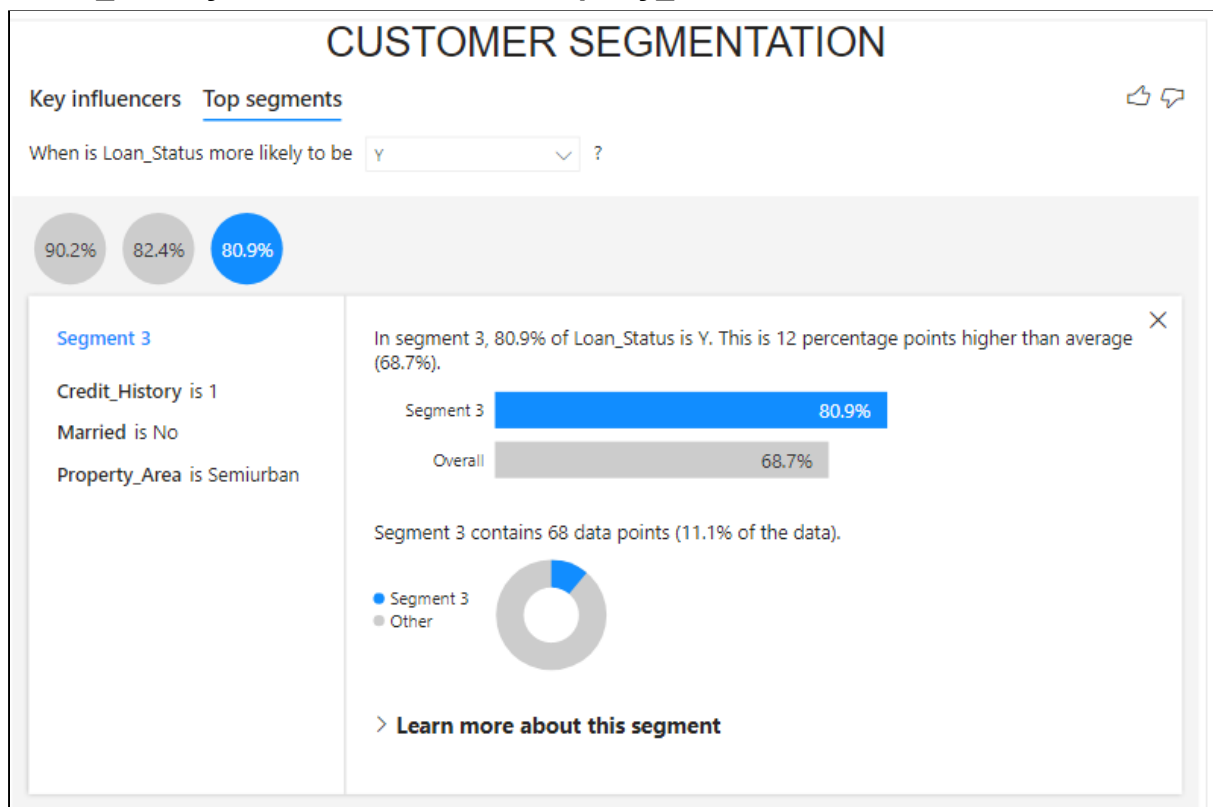 CUSTOMER SEGMENTATION
Key influencers Top segments
When is Loan_Status more likely to be Y ?
90.2% 82.4% 80.9%
Segment 3
Credit_History is 1
Married is No
Property_Area is Semiurban
In segment 3, 80.9% of Loan_Status is Y. This is 12 percentage points higher than average
(68.7%).
Segment 3 80.9%
Overall 68.7%
Segment 3 contains 68 data points (11.1% of the data).
Segment 3
Other
Learn more about this segment